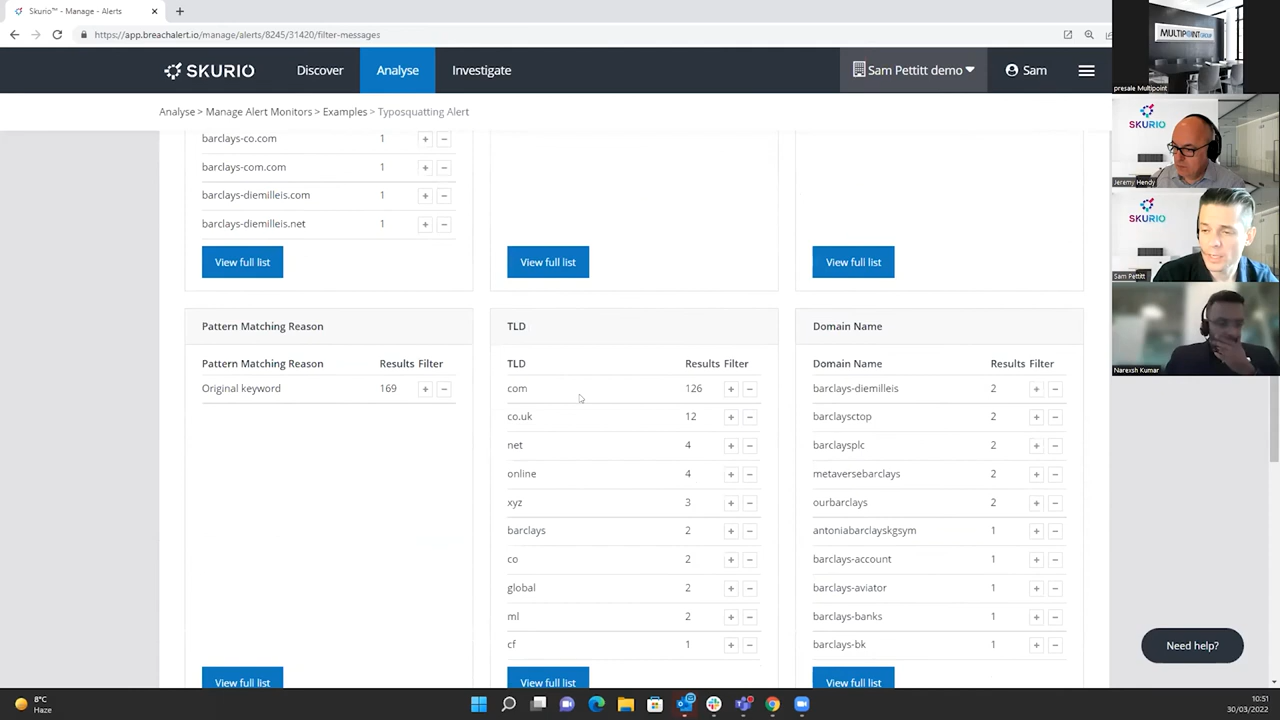 Skurio™ - Manage - Alerts
https://app.breachalert.io/manage/alerts/8245/31420/filter-messages
SKURIO
Discover
Analyse
Investigate
Sam Pettitt demo
Sam
Analyse > Manage Alert Monitors > Examples > Typosquatting Alert
barclays-co.com 1 + −
barclays-com.com 1 + −
barclays-diemilleis.com 1 + −
barclays-diemilleis.net 1 + −
View full list
View full list
View full list
Pattern Matching Reason
Pattern Matching Reason Results Filter
Original keyword 169 + −
View full list
TLD
TLD Results Filter
com 126 + −
co.uk 12 + −
net 4 + −
online 4 + −
xyz 3 + −
barclays 2 + −
co 2 + −
global 2 + −
ml 2 + −
cf 1 + −
View full list
Domain Name
Domain Name Results Filter
barclays-diemilleis 2 + −
barclaysctop 2 + −
barclaysplc 2 + −
metaversebarclays 2 + −
ourbarclays 2 + −
antoniabarclayskgsym 1 + −
barclays-account 1 + −
barclays-aviator 1 + −
barclays-banks 1 + −
barclays-bk 1 + −
View full list
Need help?
MULTIPOINT GROUP
presale Multipoint
SKURIO
Jeremy Hendy
SKURIO
Sam Pettitt
Narexsh Kumar
8°C
Haze
10:51
30/03/2022